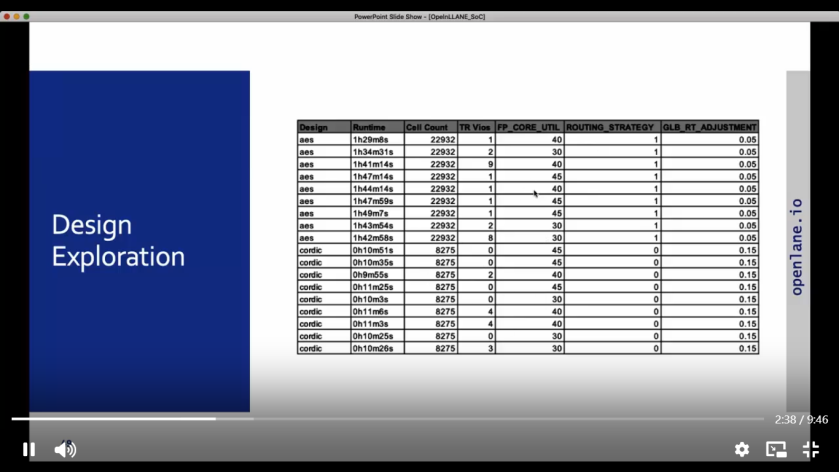 PowerPoint Slide Show - [OpelnLLANE_SoC]
Design
Exploration
Design Runtime Cell Count TR Vios FP_CORE_UTIL ROUTING_STRATEGY GLB_RT_ADJUSTMENT
aes 1h29m8s 22932 1 40 1 0.05
aes 1h34m31s 22932 2 30 1 0.05
aes 1h41m14s 22932 9 40 1 0.05
aes 1h47m14s 22932 1 45 1 0.05
aes 1h44m14s 22932 1 40 1 0.05
aes 1h47m59s 22932 1 45 1 0.05
aes 1h49m7s 22932 1 45 1 0.05
aes 1h43m54s 22932 2 30 1 0.05
aes 1h42m58s 22932 8 30 1 0.05
cordic 0h10m51s 8275 0 45 0 0.15
cordic 0h10m35s 8275 0 45 0 0.15
cordic 0h9m55s 8275 2 40 0 0.15
cordic 0h11m25s 8275 0 45 0 0.15
cordic 0h10m3s 8275 0 30 0 0.15
cordic 0h11m6s 8275 4 40 0 0.15
cordic 0h11m3s 8275 4 40 0 0.15
cordic 0h10m25s 8275 0 30 0 0.15
cordic 0h10m26s 8275 3 30 0 0.15
openlane.io
2:38 / 9:46